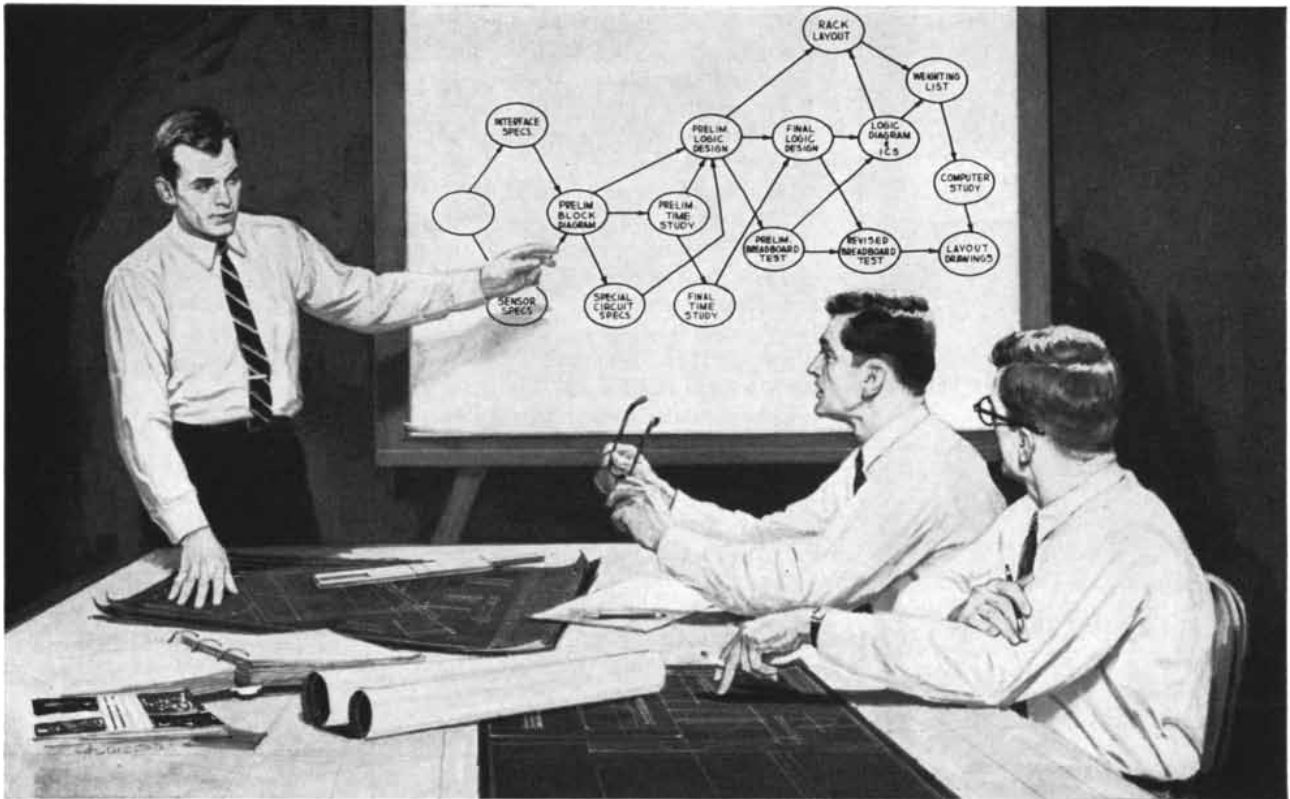 RACK
LAYOUT
WEIGHTING
LIST
INTERFACE
SPECS.
PRELIM.
LOGIC
DESIGN
FINAL
LOGIC
DESIGN
LOGIC
DIAGRAM
&
ICS
COMPUTER
STUDY
PRELIM.
BLOCK
DIAGRAM
PRELIM.
TIME
STUDY
PRELIM.
BREADBOARD
TEST
REVISED
BREADBOARD
TEST
LAYOUT
DRAWINGS
SENSOR
SPECS
SPECIAL
CIRCUIT
SPECS
FINAL
TIME
STUDY